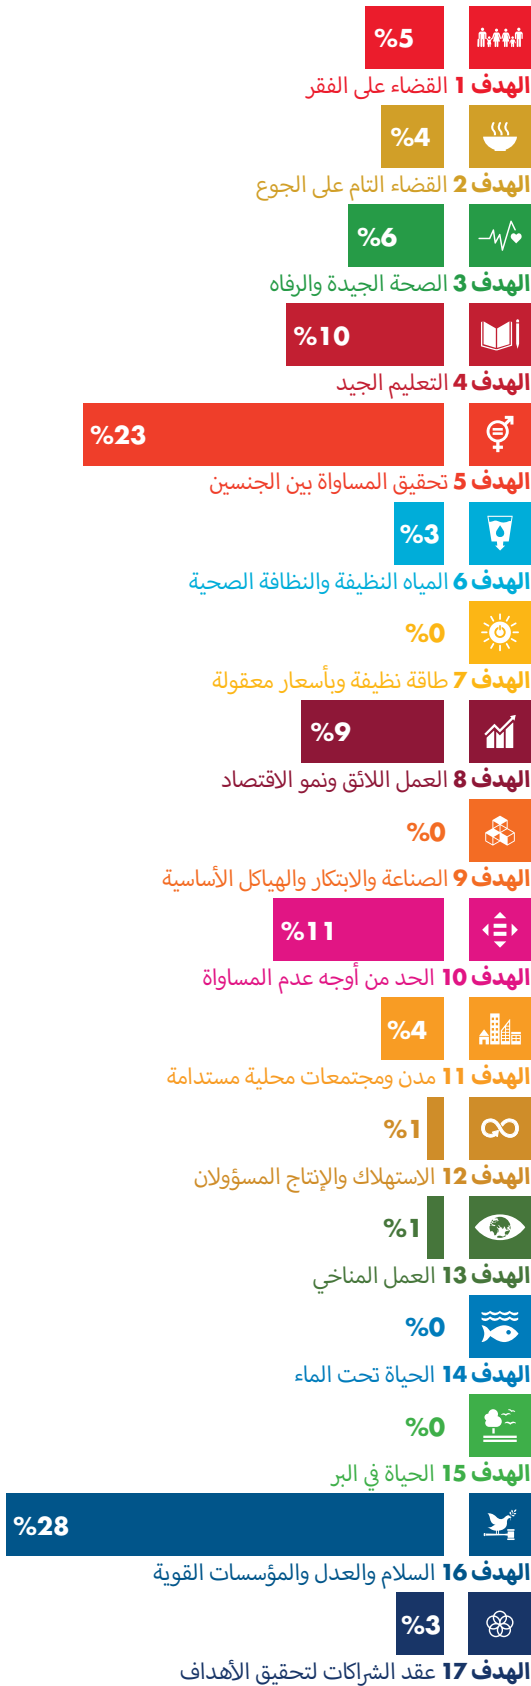 %5
الهدف 1 القضاء على الفقر
%4
الهدف 2 القضاء التام على الجوع
%6
الهدف 3 الصحة الجيدة والرفاه
%10
الهدف 4 التعليم الجيد
%23
الهدف 5 تحقيق المساواة بين الجنسين
%3
الهدف 6 المياه النظيفة والنظافة الصحية
%0
الهدف 7 طاقة نظيفة وبأسعار معقولة
%9
الهدف 8 العمل اللائق ونمو الاقتصاد
%0
الهدف 9 الصناعة والابتكار والهياكل الأساسية
%11
الهدف 10 الحد من أوجه عدم المساواة
%4
الهدف 11 مدن ومجتمعات محلية مستدامة
%1
الهدف 12 الاستهلاك والإنتاج المسؤولان
%1
الهدف 13 العمل المناخي
%0
الهدف 14 الحياة تحت الماء
%0
الهدف 15 الحياة في البر
%28
الهدف 16 السلام والعدل والمؤسسات القوية
%3
الهدف 17 عقد الشراكات لتحقيق الأهداف